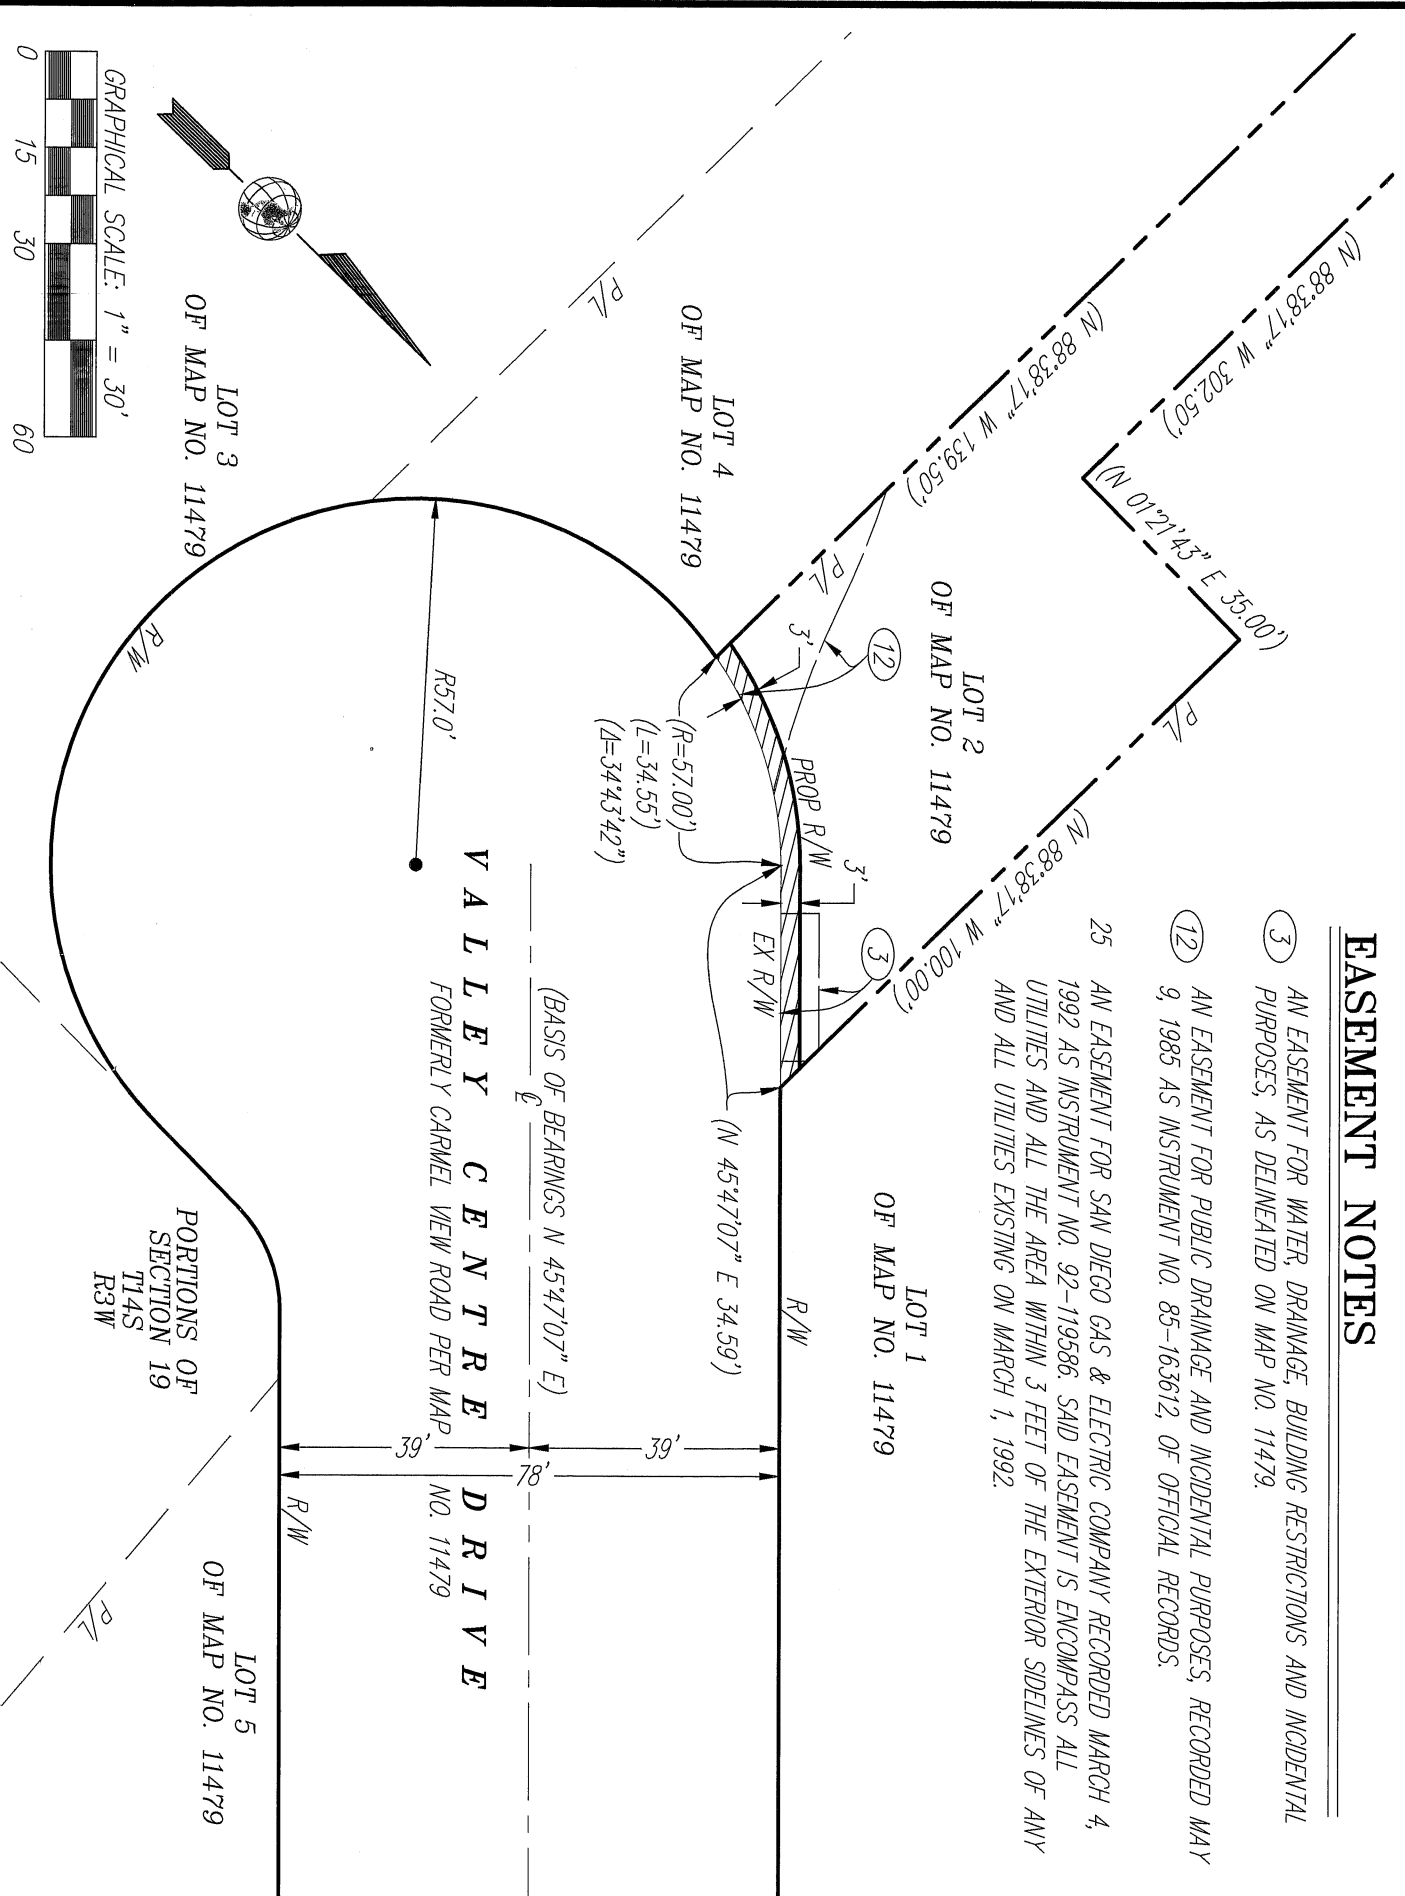 EASEMENT NOTES
3 AN EASEMENT FOR WATER, DRAINAGE, BUILDING RESTRICTIONS AND INCIDENTAL
PURPOSES, AS DELINEATED ON MAP NO. 11479.
12 AN EASEMENT FOR PUBLIC DRAINAGE AND INCIDENTAL PURPOSES, RECORDED MAY
9, 1985 AS INSTRUMENT NO. 85-163612, OF OFFICIAL RECORDS.
25 AN EASEMENT FOR SAN DIEGO GAS & ELECTRIC COMPANY RECORDED MARCH 4,
1992 AS INSTRUMENT NO. 92-119586. SAID EASEMENT IS ENCOMPASS ALL
UTILITIES AND ALL THE AREA WITHIN 3 FEET OF THE EXTERIOR SIDELINES OF ANY
AND ALL UTILITIES EXISTING ON MARCH 1, 1992.
(N 88°38'17" W 302.50')
(N 01°21'43" E 35.00')
P/L
(N 88°38'17" W 100.00')
(N 88°38'17" W 139.50')
P/L
LOT 2
OF MAP NO. 11479
12
3'
PROP R/W
3'
3
EX R/W
(R=57.00')
(L=34.55')
(Δ=34°43'42")
(N 45°47'07" E 34.59')
LOT 1
OF MAP NO. 11479
R/W
P/L
LOT 4
OF MAP NO. 11479
LOT 3
OF MAP NO. 11479
R57.0'
R/W
(BASIS OF BEARINGS N 45°47'07" E)
℄
VALLEY CENTRE DRIVE
FORMERLY CARMEL VIEW ROAD PER MAP NO. 11479
39'
39'
78'
R/W
PORTIONS OF
SECTION 19
T14S
R3W
P/L
LOT 5
OF MAP NO. 11479
GRAPHICAL SCALE: 1" = 30'
0 15 30 60